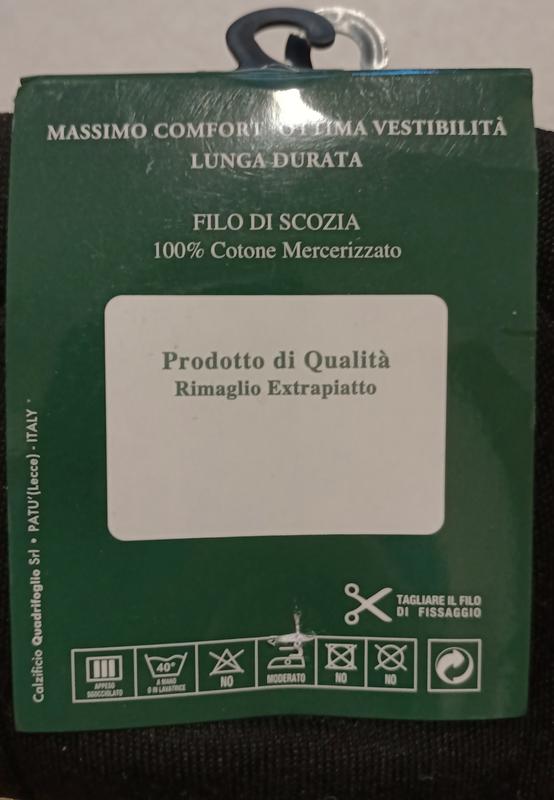 MASSIMO COMFORT OTTIMA VESTIBILITÀ
LUNGA DURATA
FILO DI SCOZIA
100% Cotone Mercerizzato
Prodotto di Qualità
Rimaglio Extrapiatto
Calzificio Quadrifoglio Srl • PATU'(Lecce) - ITALY
TAGLIARE IL FILO
DI FISSAGGIO
APPESO
SGOCCIOLATO
40°
A MANO
O IN LAVATRICE
NO
MODERATO
NO
NO